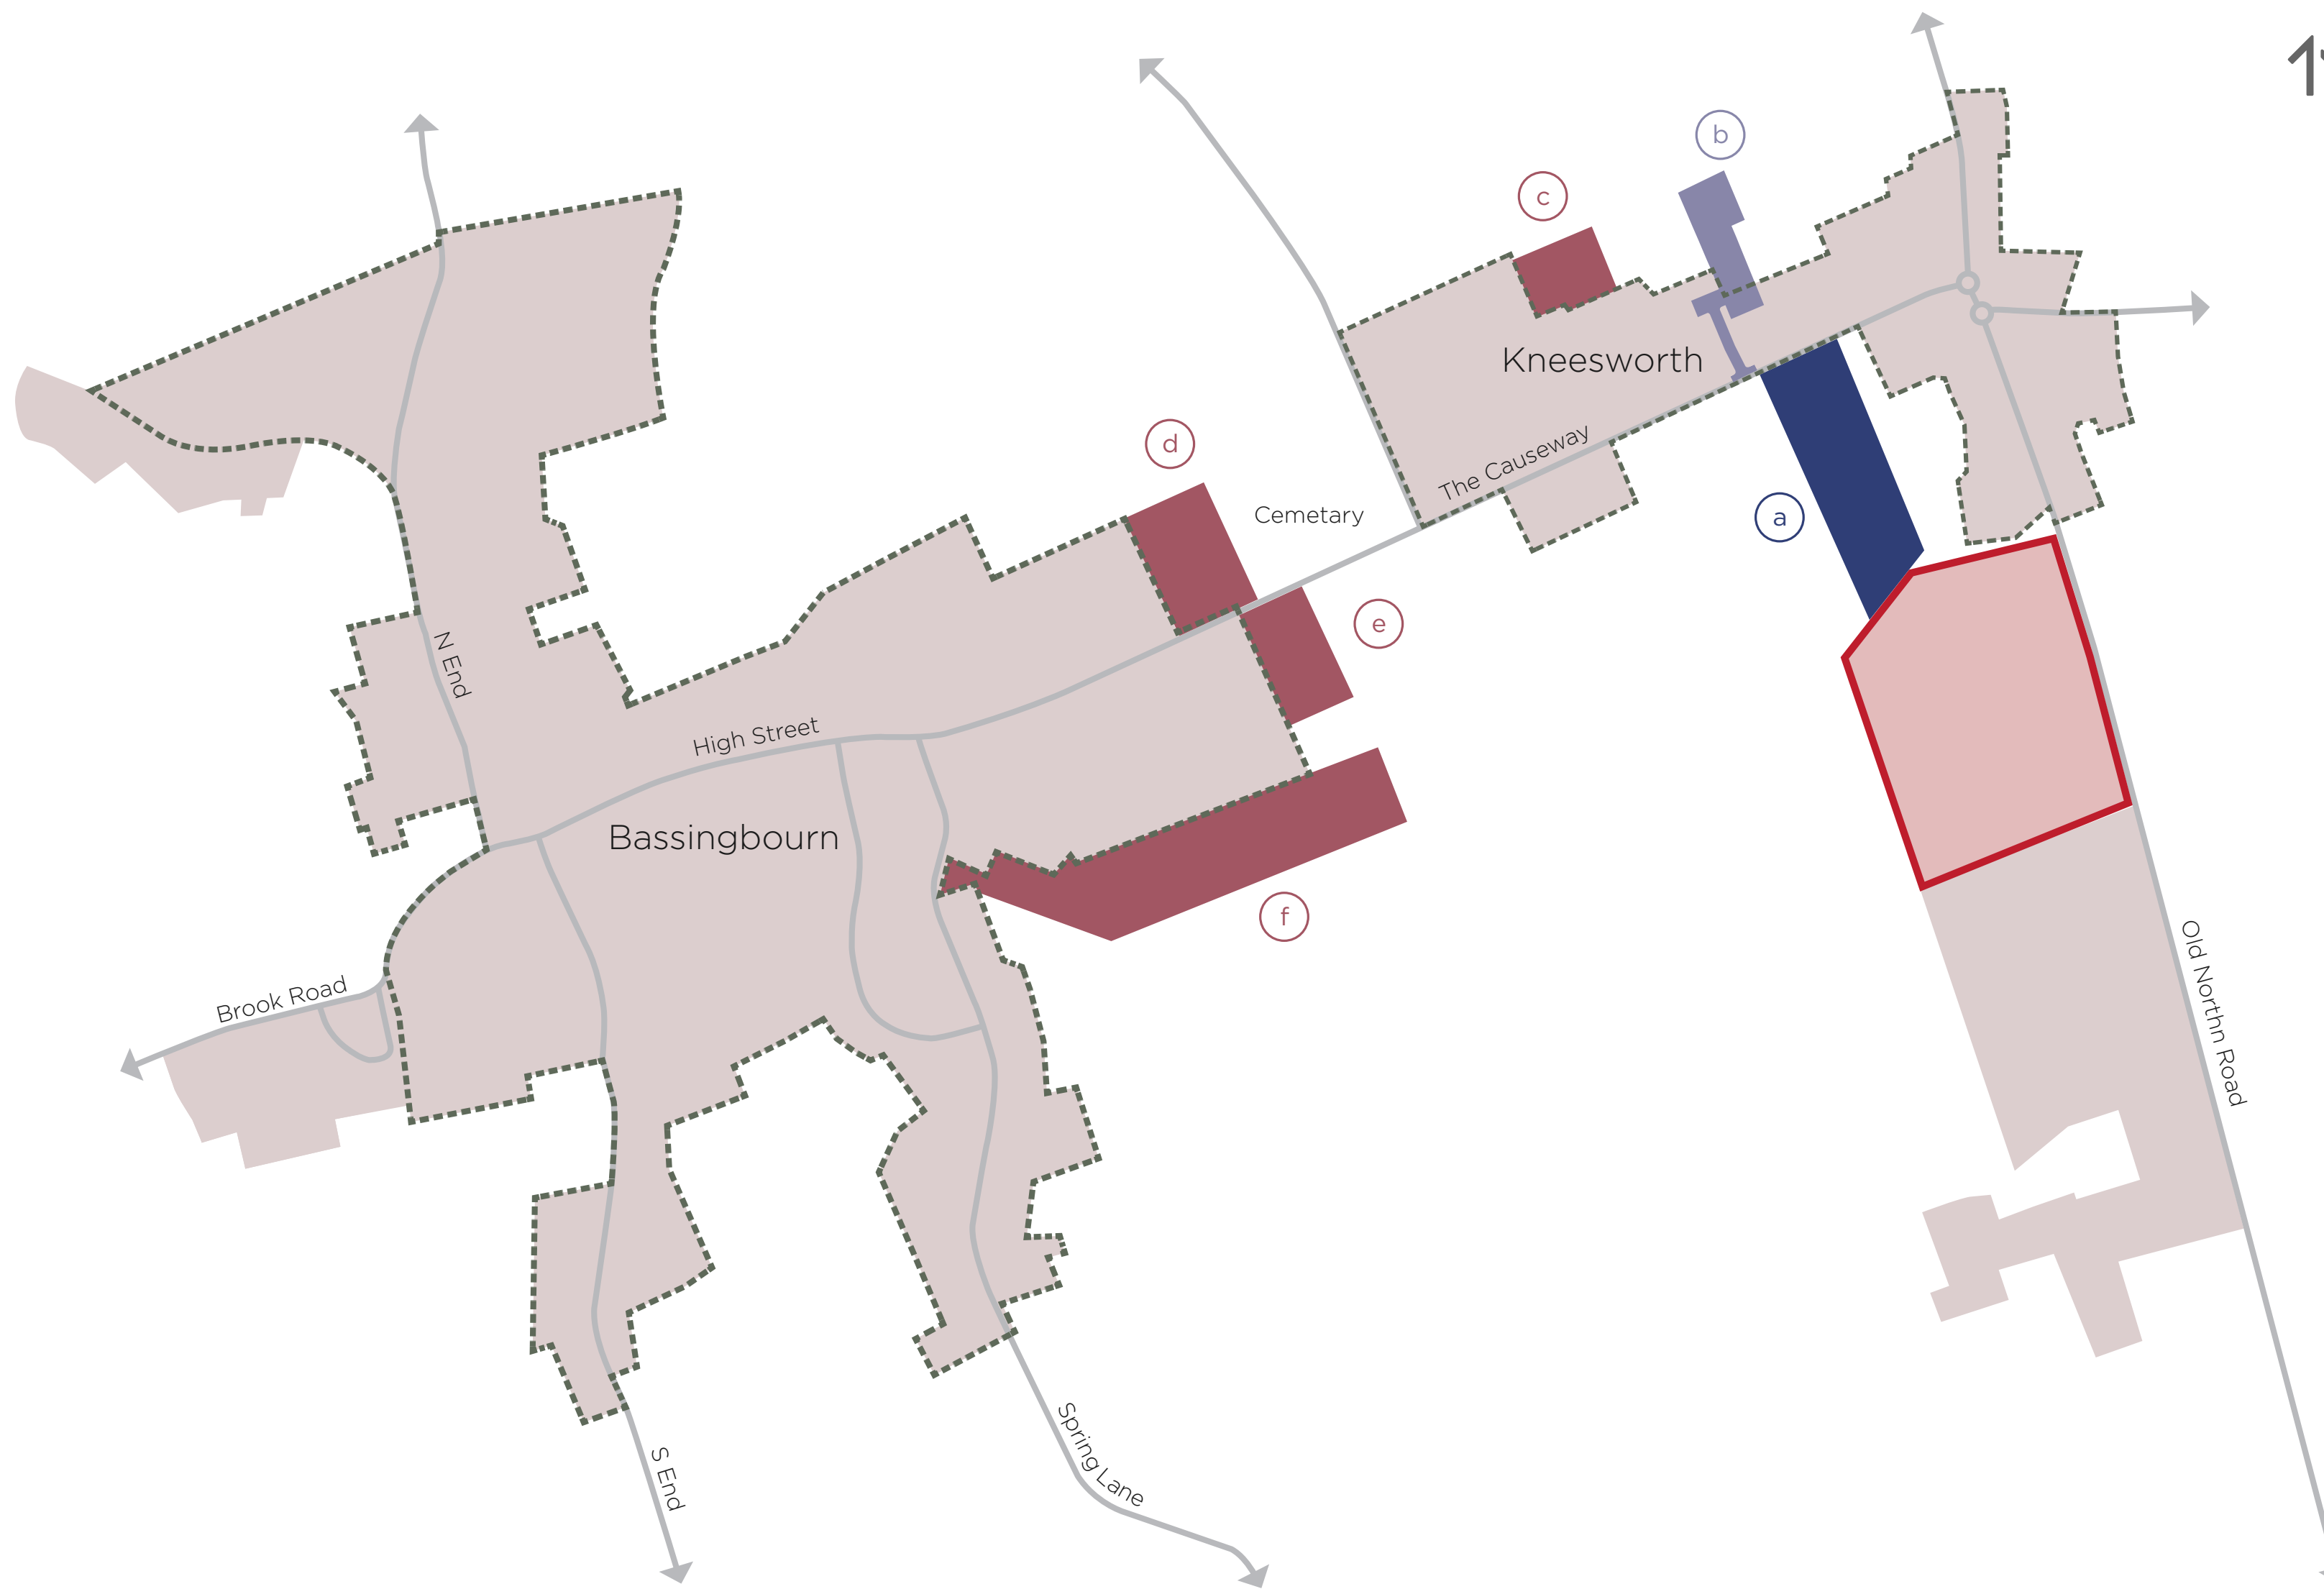 b
c
Kneesworth
d
The Causeway
Cemetary
a
e
N End
High Street
Bassingbourn
f
Brook Road
Old Northn Road
S End
Spring Lane